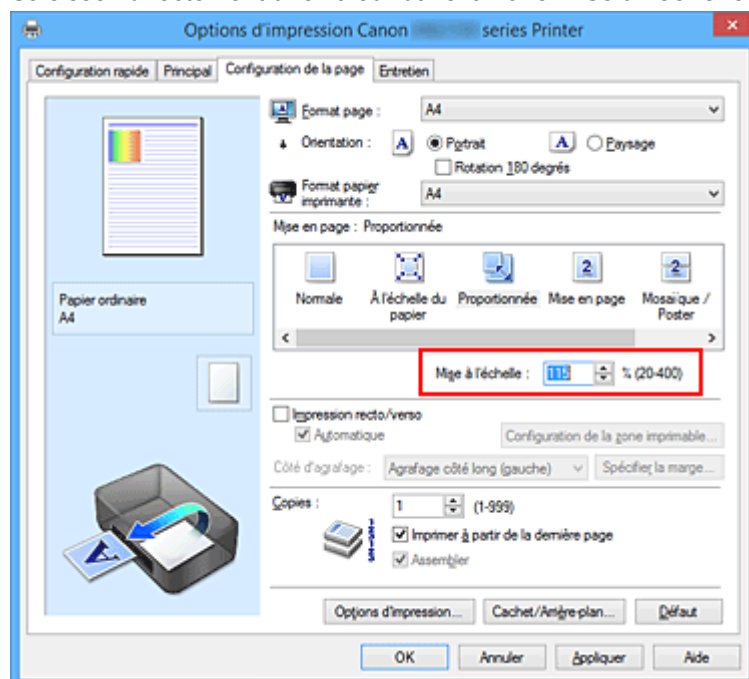 Options d'impression Canon series Printer
Configuration rapide Principal Configuration de la page Entretien
Format page : A4
Orientation : A Portrait A Paysage
Rotation 180 degrés
Format papier imprimante : A4
Mise en page : Proportionnée
Normale À l'échelle du papier Proportionnée Mise en page Mosaïque / Poster
Papier ordinaire
A4
Mise à l'échelle : 115 % (20-400)
Impression recto/verso
Automatique Configuration de la zone imprimable...
Côté d'agrafage : Agrafage côté long (gauche) Spécifier la marge...
Copies : 1 (1-999)
Imprimer à partir de la dernière page
Assembler
Options d'impression... Cachet/Arrière-plan... Défaut
OK Annuler Appliquer Aide